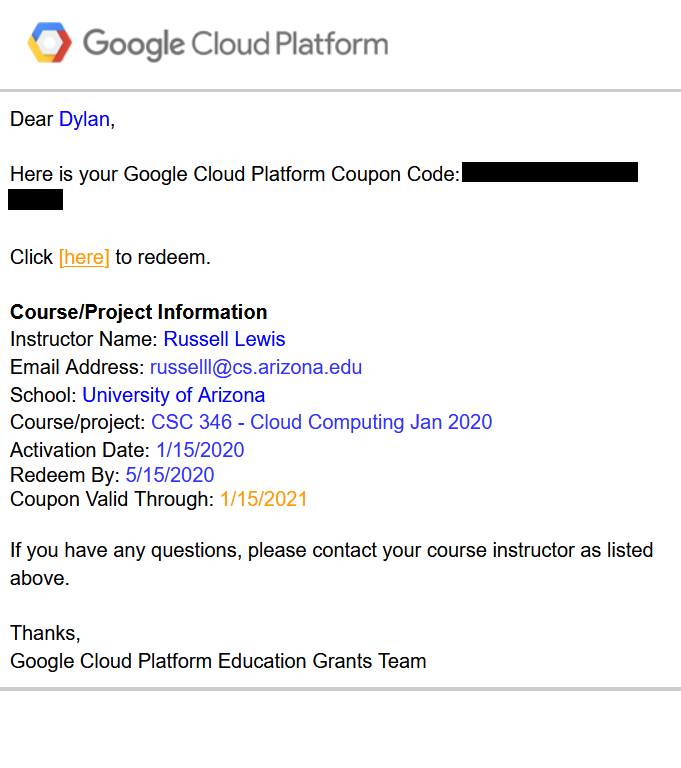 Google Cloud Platform
Dear Dylan,
Here is your Google Cloud Platform Coupon Code:
Click [here] to redeem.
Course/Project Information
Instructor Name: Russell Lewis
Email Address: russelll@cs.arizona.edu
School: University of Arizona
Course/project: CSC 346 - Cloud Computing Jan 2020
Activation Date: 1/15/2020
Redeem By: 5/15/2020
Coupon Valid Through: 1/15/2021
If you have any questions, please contact your course instructor as listed
above.
Thanks,
Google Cloud Platform Education Grants Team